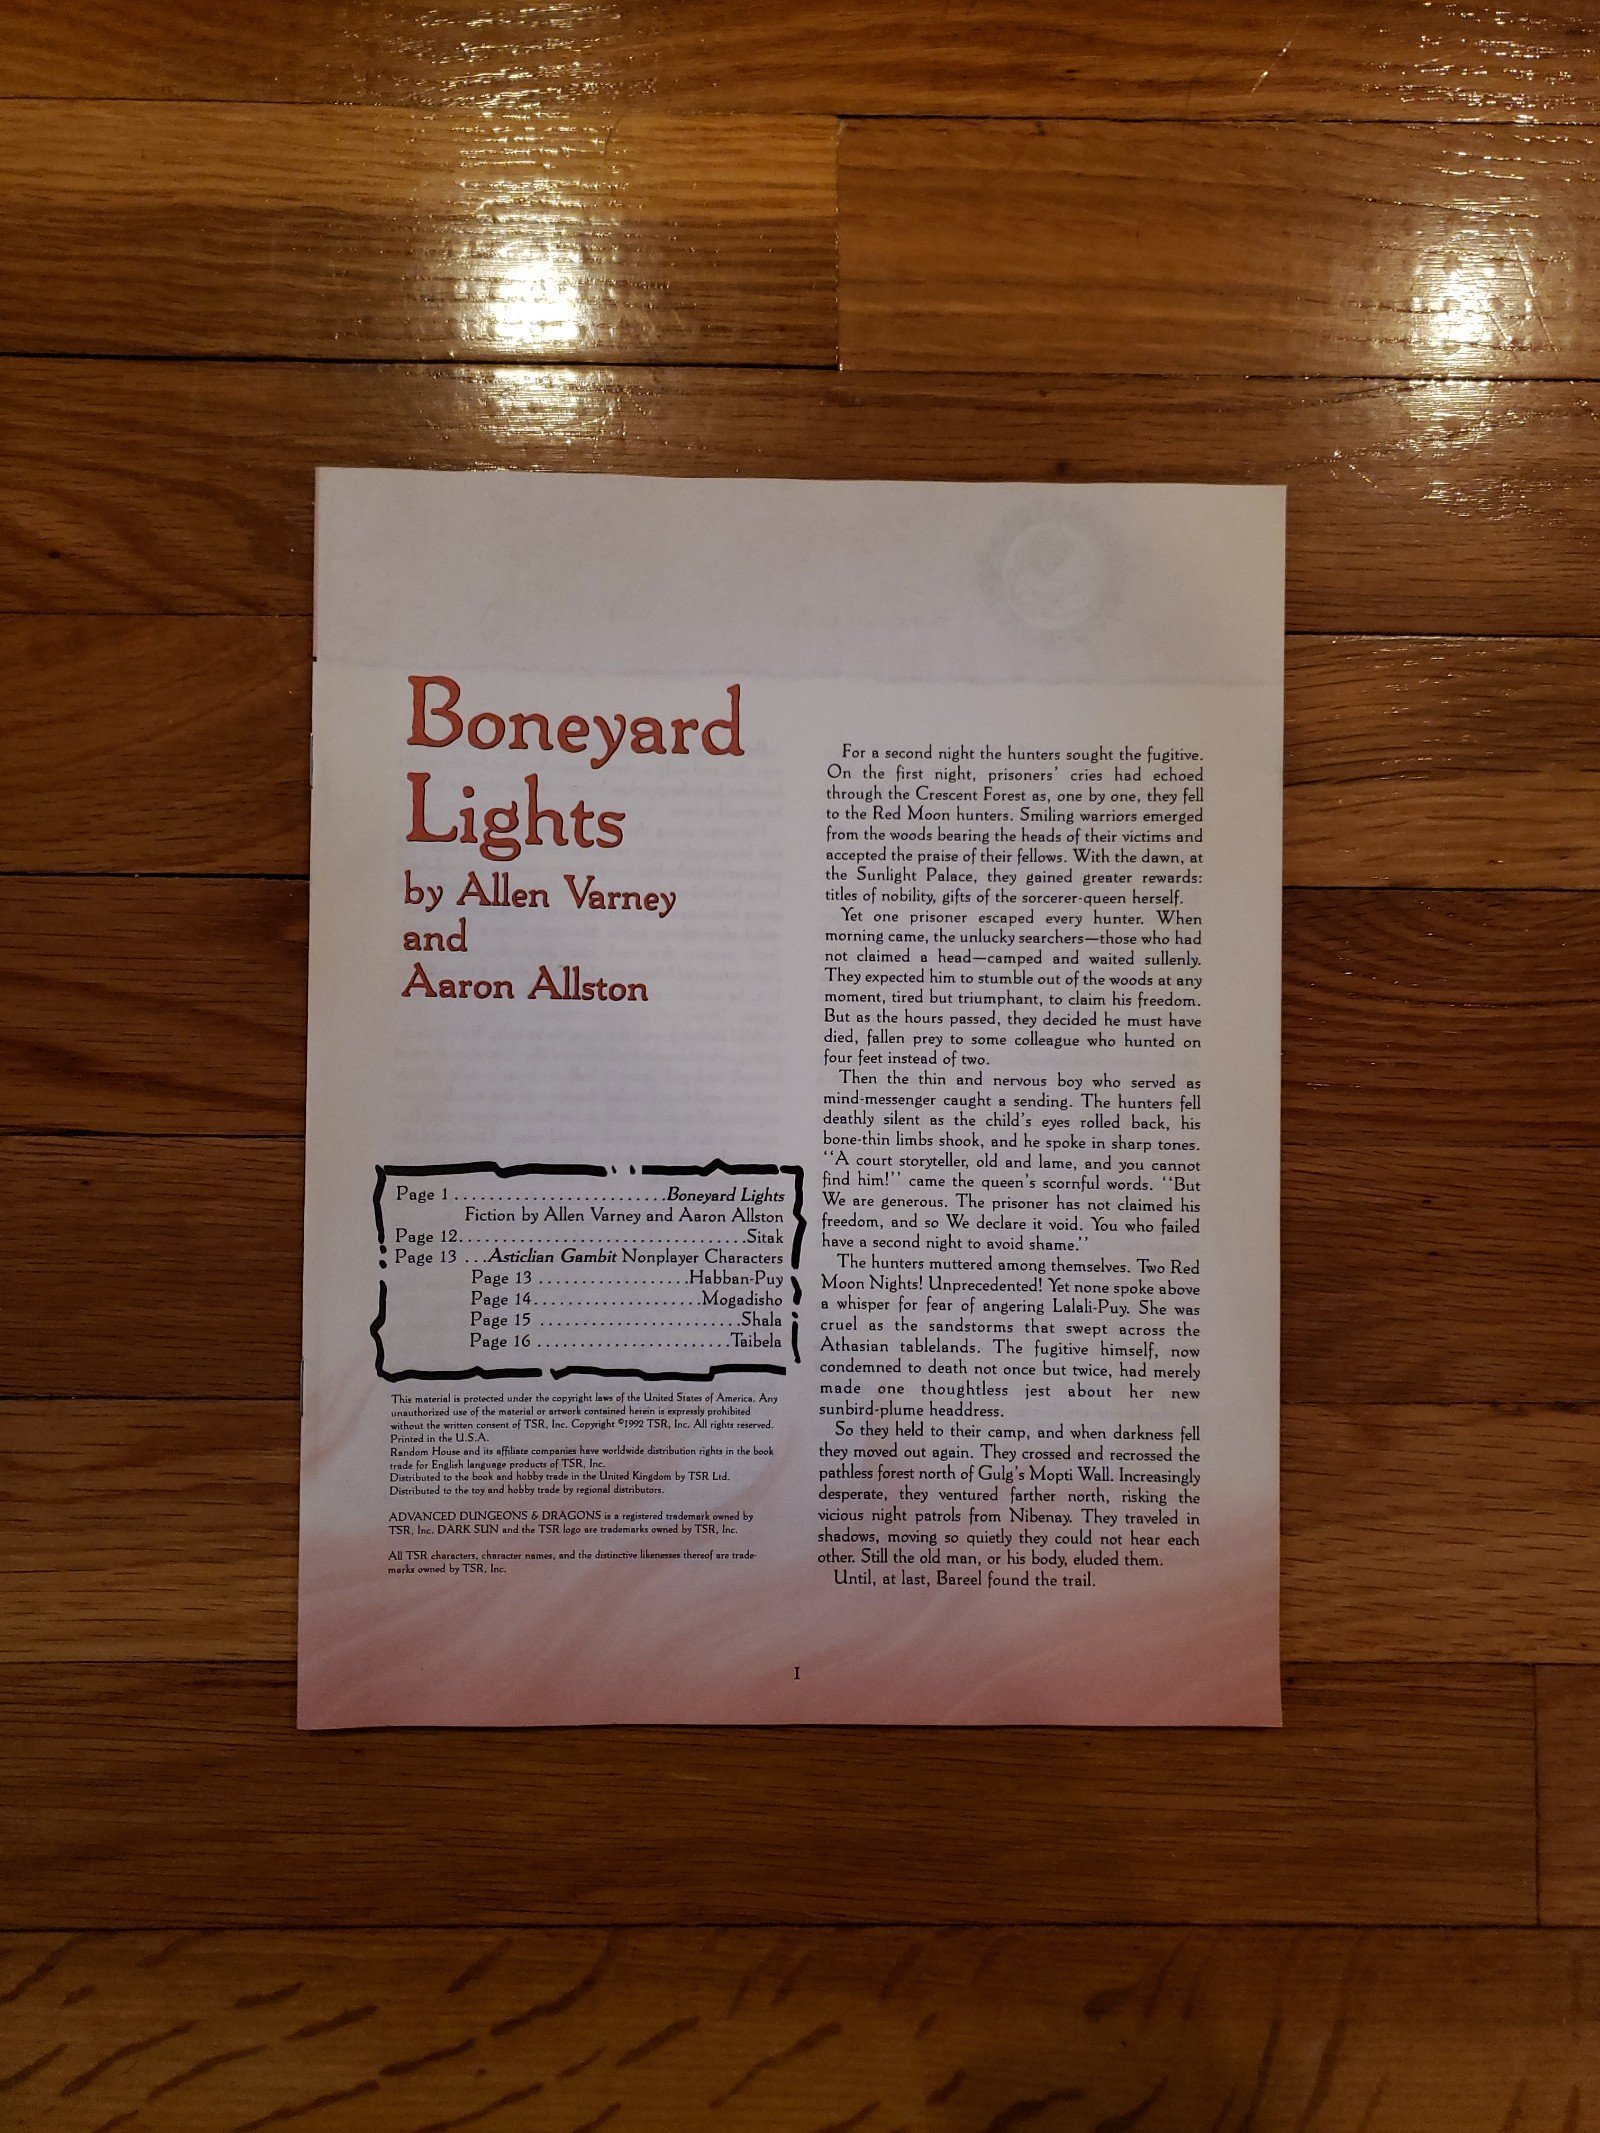 Boneyard
Lights
by Allen Varney
and
Aaron Allston
Page 1 ........................Boneyard Lights
Fiction by Allen Varney and Aaron Allston
Page 12.................................Sitak
Page 13 ...Asticlian Gambit Nonplayer Characters
Page 13 .................Habban-Puy
Page 14...................Mogadisho
Page 15 .......................Shala
Page 16 ......................Taibela
This material is protected under the copyright laws of the United States of America. Any
unauthorized use of the material or artwork contained herein is expressly prohibited
without the written consent of TSR, Inc. Copyright ©1992 TSR, Inc. All rights reserved.
Printed in the U.S.A.
Random House and its affiliate companies have worldwide distribution rights in the book
trade for English language products of TSR, Inc.
Distributed to the book and hobby trade in the United Kingdom by TSR Ltd.
Distributed to the toy and hobby trade by regional distributors.
ADVANCED DUNGEONS & DRAGONS is a registered trademark owned by
TSR, Inc. DARK SUN and the TSR logo are trademarks owned by TSR, Inc.
All TSR characters, character names, and the distinctive likenesses thereof are trade-
marks owned by TSR, Inc.
For a second night the hunters sought the fugitive.
On the first night, prisoners' cries had echoed
through the Crescent Forest as, one by one, they fell
to the Red Moon hunters. Smiling warriors emerged
from the woods bearing the heads of their victims and
accepted the praise of their fellows. With the dawn, at
the Sunlight Palace, they gained greater rewards:
titles of nobility, gifts of the sorcerer-queen herself.
Yet one prisoner escaped every hunter. When
morning came, the unlucky searchers—those who had
not claimed a head—camped and waited sullenly.
They expected him to stumble out of the woods at any
moment, tired but triumphant, to claim his freedom.
But as the hours passed, they decided he must have
died, fallen prey to some colleague who hunted on
four feet instead of two.
Then the thin and nervous boy who served as
mind-messenger caught a sending. The hunters fell
deathly silent as the child's eyes rolled back, his
bone-thin limbs shook, and he spoke in sharp tones.
''A court storyteller, old and lame, and you cannot
find him!'' came the queen's scornful words. ''But
We are generous. The prisoner has not claimed his
freedom, and so We declare it void. You who failed
have a second night to avoid shame.''
The hunters muttered among themselves. Two Red
Moon Nights! Unprecedented! Yet none spoke above
a whisper for fear of angering Lalali-Puy. She was
cruel as the sandstorms that swept across the
Athasian tablelands. The fugitive himself, now
condemned to death not once but twice, had merely
made one thoughtless jest about her new
sunbird-plume headdress.
So they held to their camp, and when darkness fell
they moved out again. They crossed and recrossed the
pathless forest north of Gulg's Mopti Wall. Increasingly
desperate, they ventured farther north, risking the
vicious night patrols from Nibenay. They traveled in
shadows, moving so quietly they could not hear each
other. Still the old man, or his body, eluded them.
Until, at last, Bareel found the trail.
1